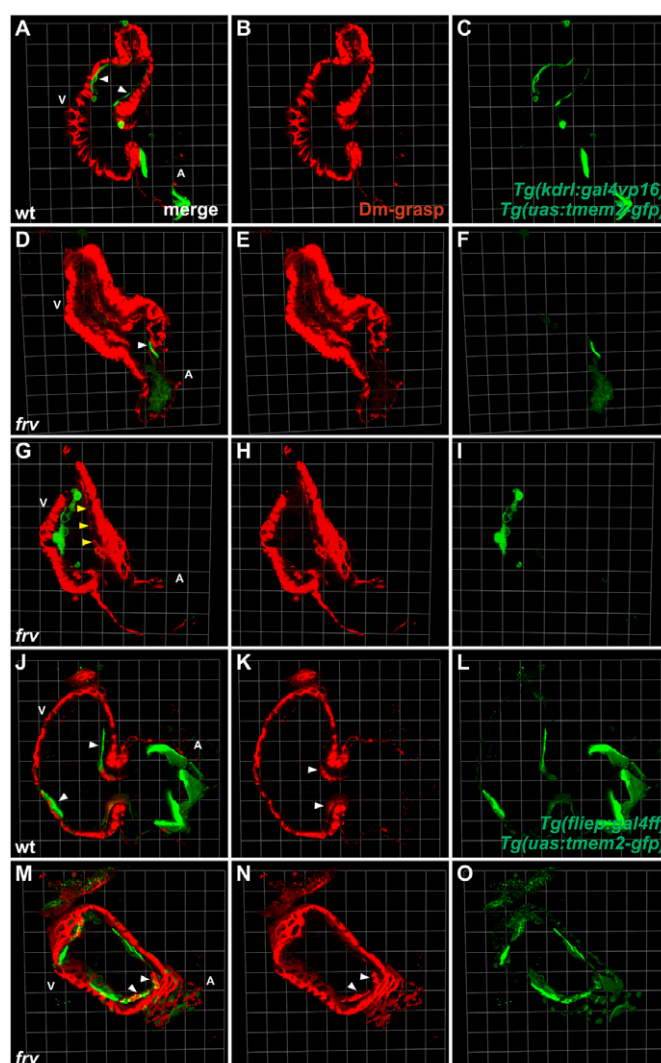 A
B
C
V
A
wt
merge
Dm-grasp
Tg(kdrl:gal4vp16)
Tg(uas:tmem2-gfp)
D
E
F
V
A
frv
G
H
I
V
A
frv
J
K
L
V
A
wt
Tg(fliep:gal4ff)
Tg(uas:tmem2-gfp)
M
N
O
V
A
frv